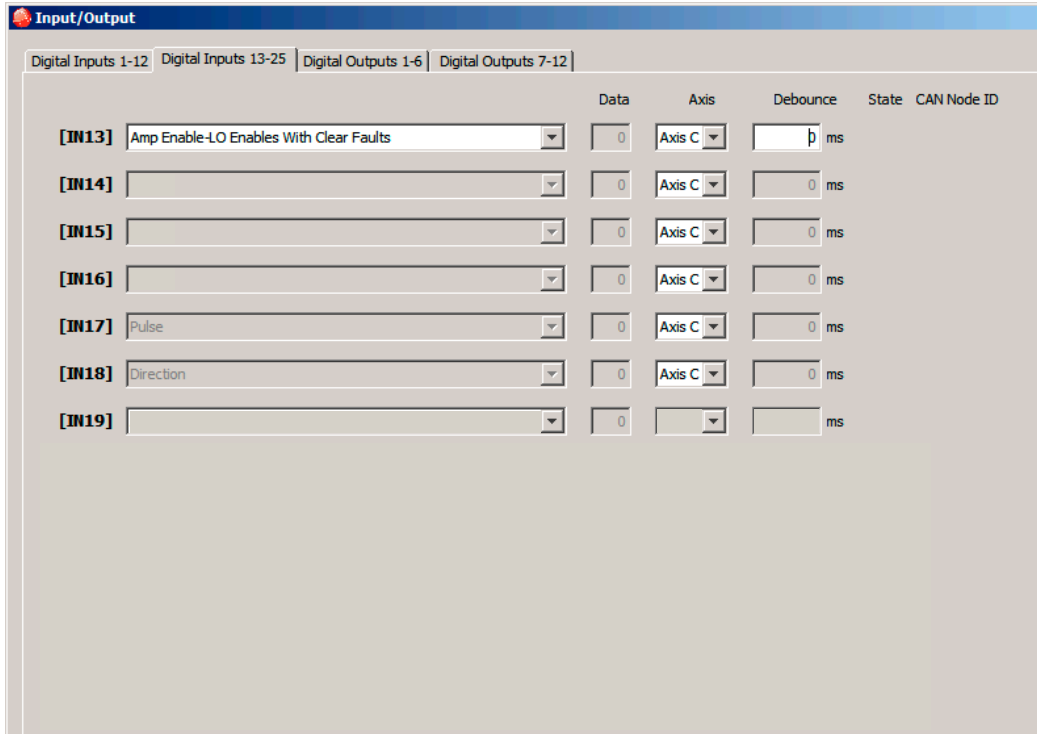 Input/Output
Digital Inputs 1-12 Digital Inputs 13-25 Digital Outputs 1-6 Digital Outputs 7-12
Data Axis Debounce State CAN Node ID
[IN13] Amp Enable-LO Enables With Clear Faults 0 Axis C 0 ms
[IN14] 0 Axis C 0 ms
[IN15] 0 Axis C 0 ms
[IN16] 0 Axis C 0 ms
[IN17] Pulse 0 Axis C 0 ms
[IN18] Direction 0 Axis C 0 ms
[IN19] 0 ms